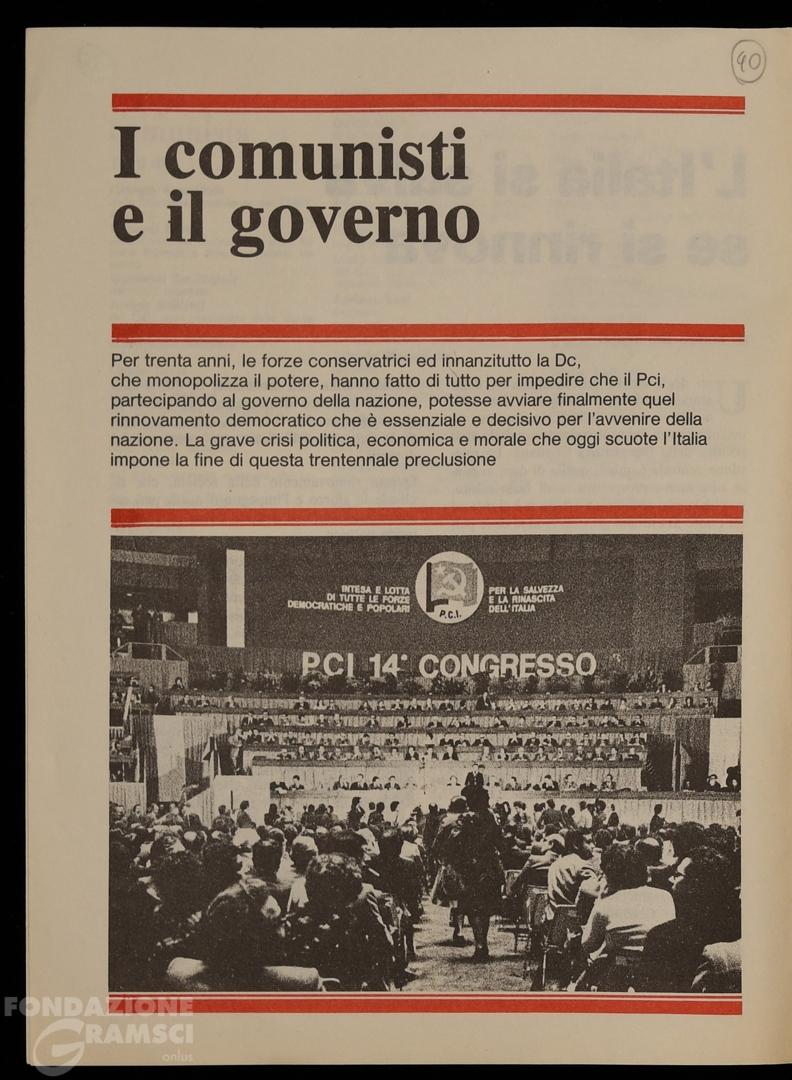 40
I comunisti
e il governo
Per trenta anni, le forze conservatrici ed innanzitutto la Dc,
che monopolizza il potere, hanno fatto di tutto per impedire che il Pci,
partecipando al governo della nazione, potesse avviare finalmente quel
rinnovamento democratico che è essenziale e decisivo per l'avvenire della
nazione. La grave crisi politica, economica e morale che oggi scuote l'Italia
impone la fine di questa trentennale preclusione
INTESA E LOTTA
DI TUTTE LE FORZE
DEMOCRATICHE E POPOLARI
P.C.I.
PER LA SALVEZZA
E LA RINASCITA
DELL'ITALIA
PCI 14° CONGRESSO
FONDAZIONE
GRAMSCI
onlus